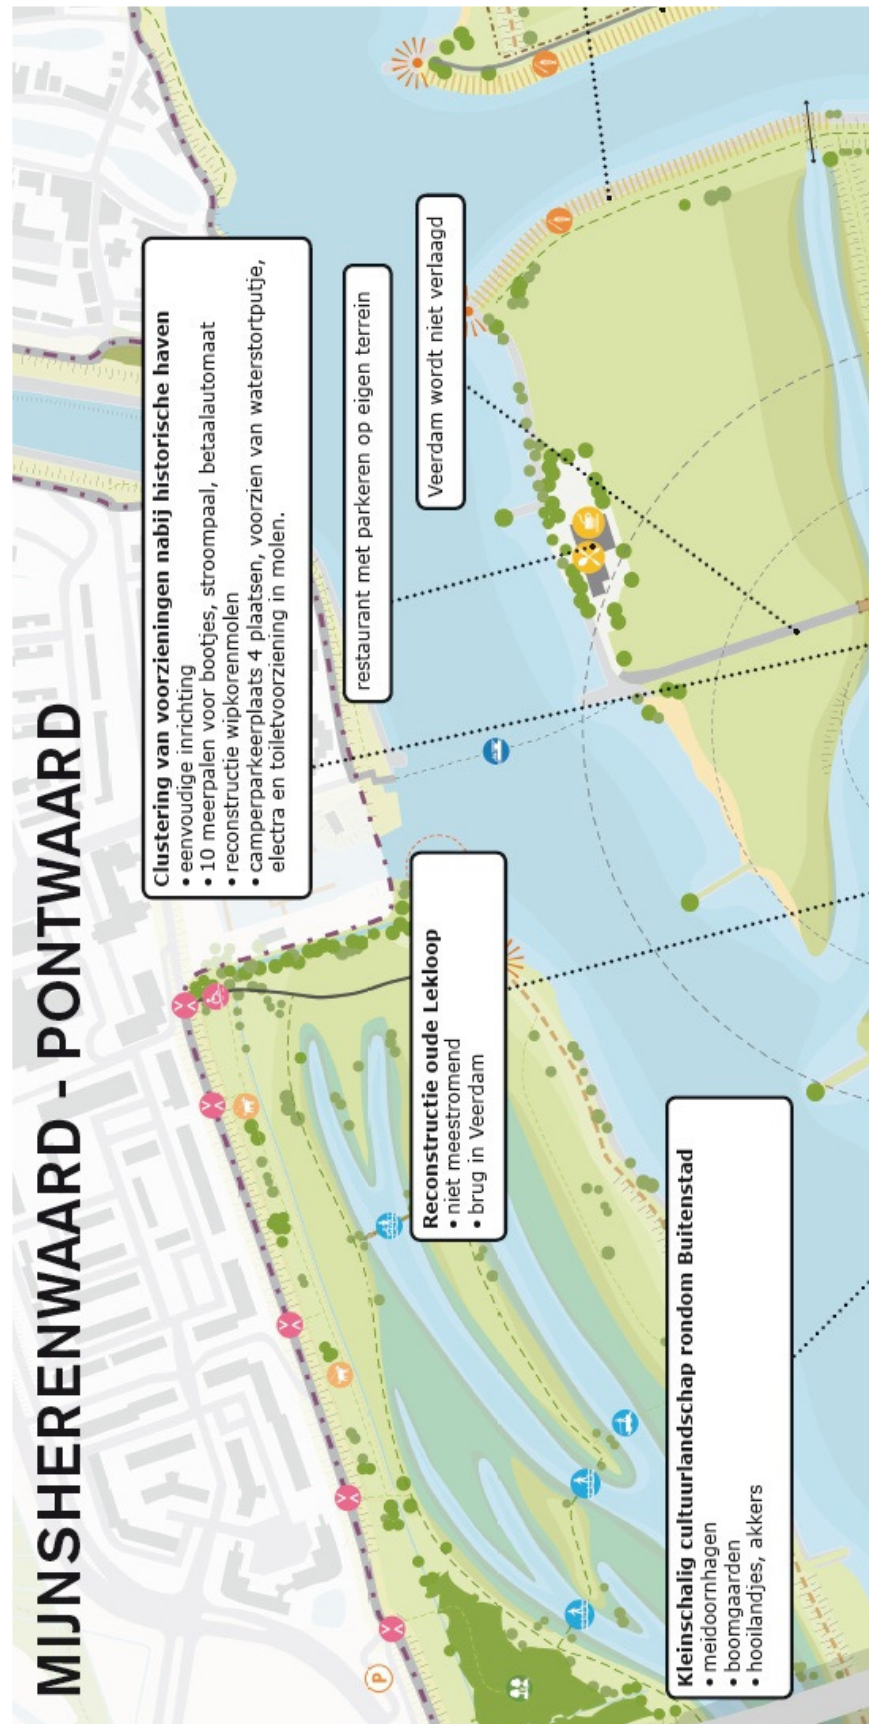 MIJNSHERENWAARD - PONTWAARD
Clustering van voorzieningen nabij historische haven
• eenvoudige inrichting
• 10 meerpalen voor bootjes, stroompaal, betaalautomaat
• reconstructie wipkorenmolen
• camperparkeerplaats 4 plaatsen, voorzien van waterstortputje,
electra en toiletvoorziening in molen.
restaurant met parkeren op eigen terrein
Veerdam wordt niet verlaagd
Reconstructie oude Lekloop
• niet meestromend
• brug in Veerdam
Kleinschalig cultuurlandschap rondom Buitenstad
• meidoornhagen
• boomgaarden
• hooilandjes, akkers
P